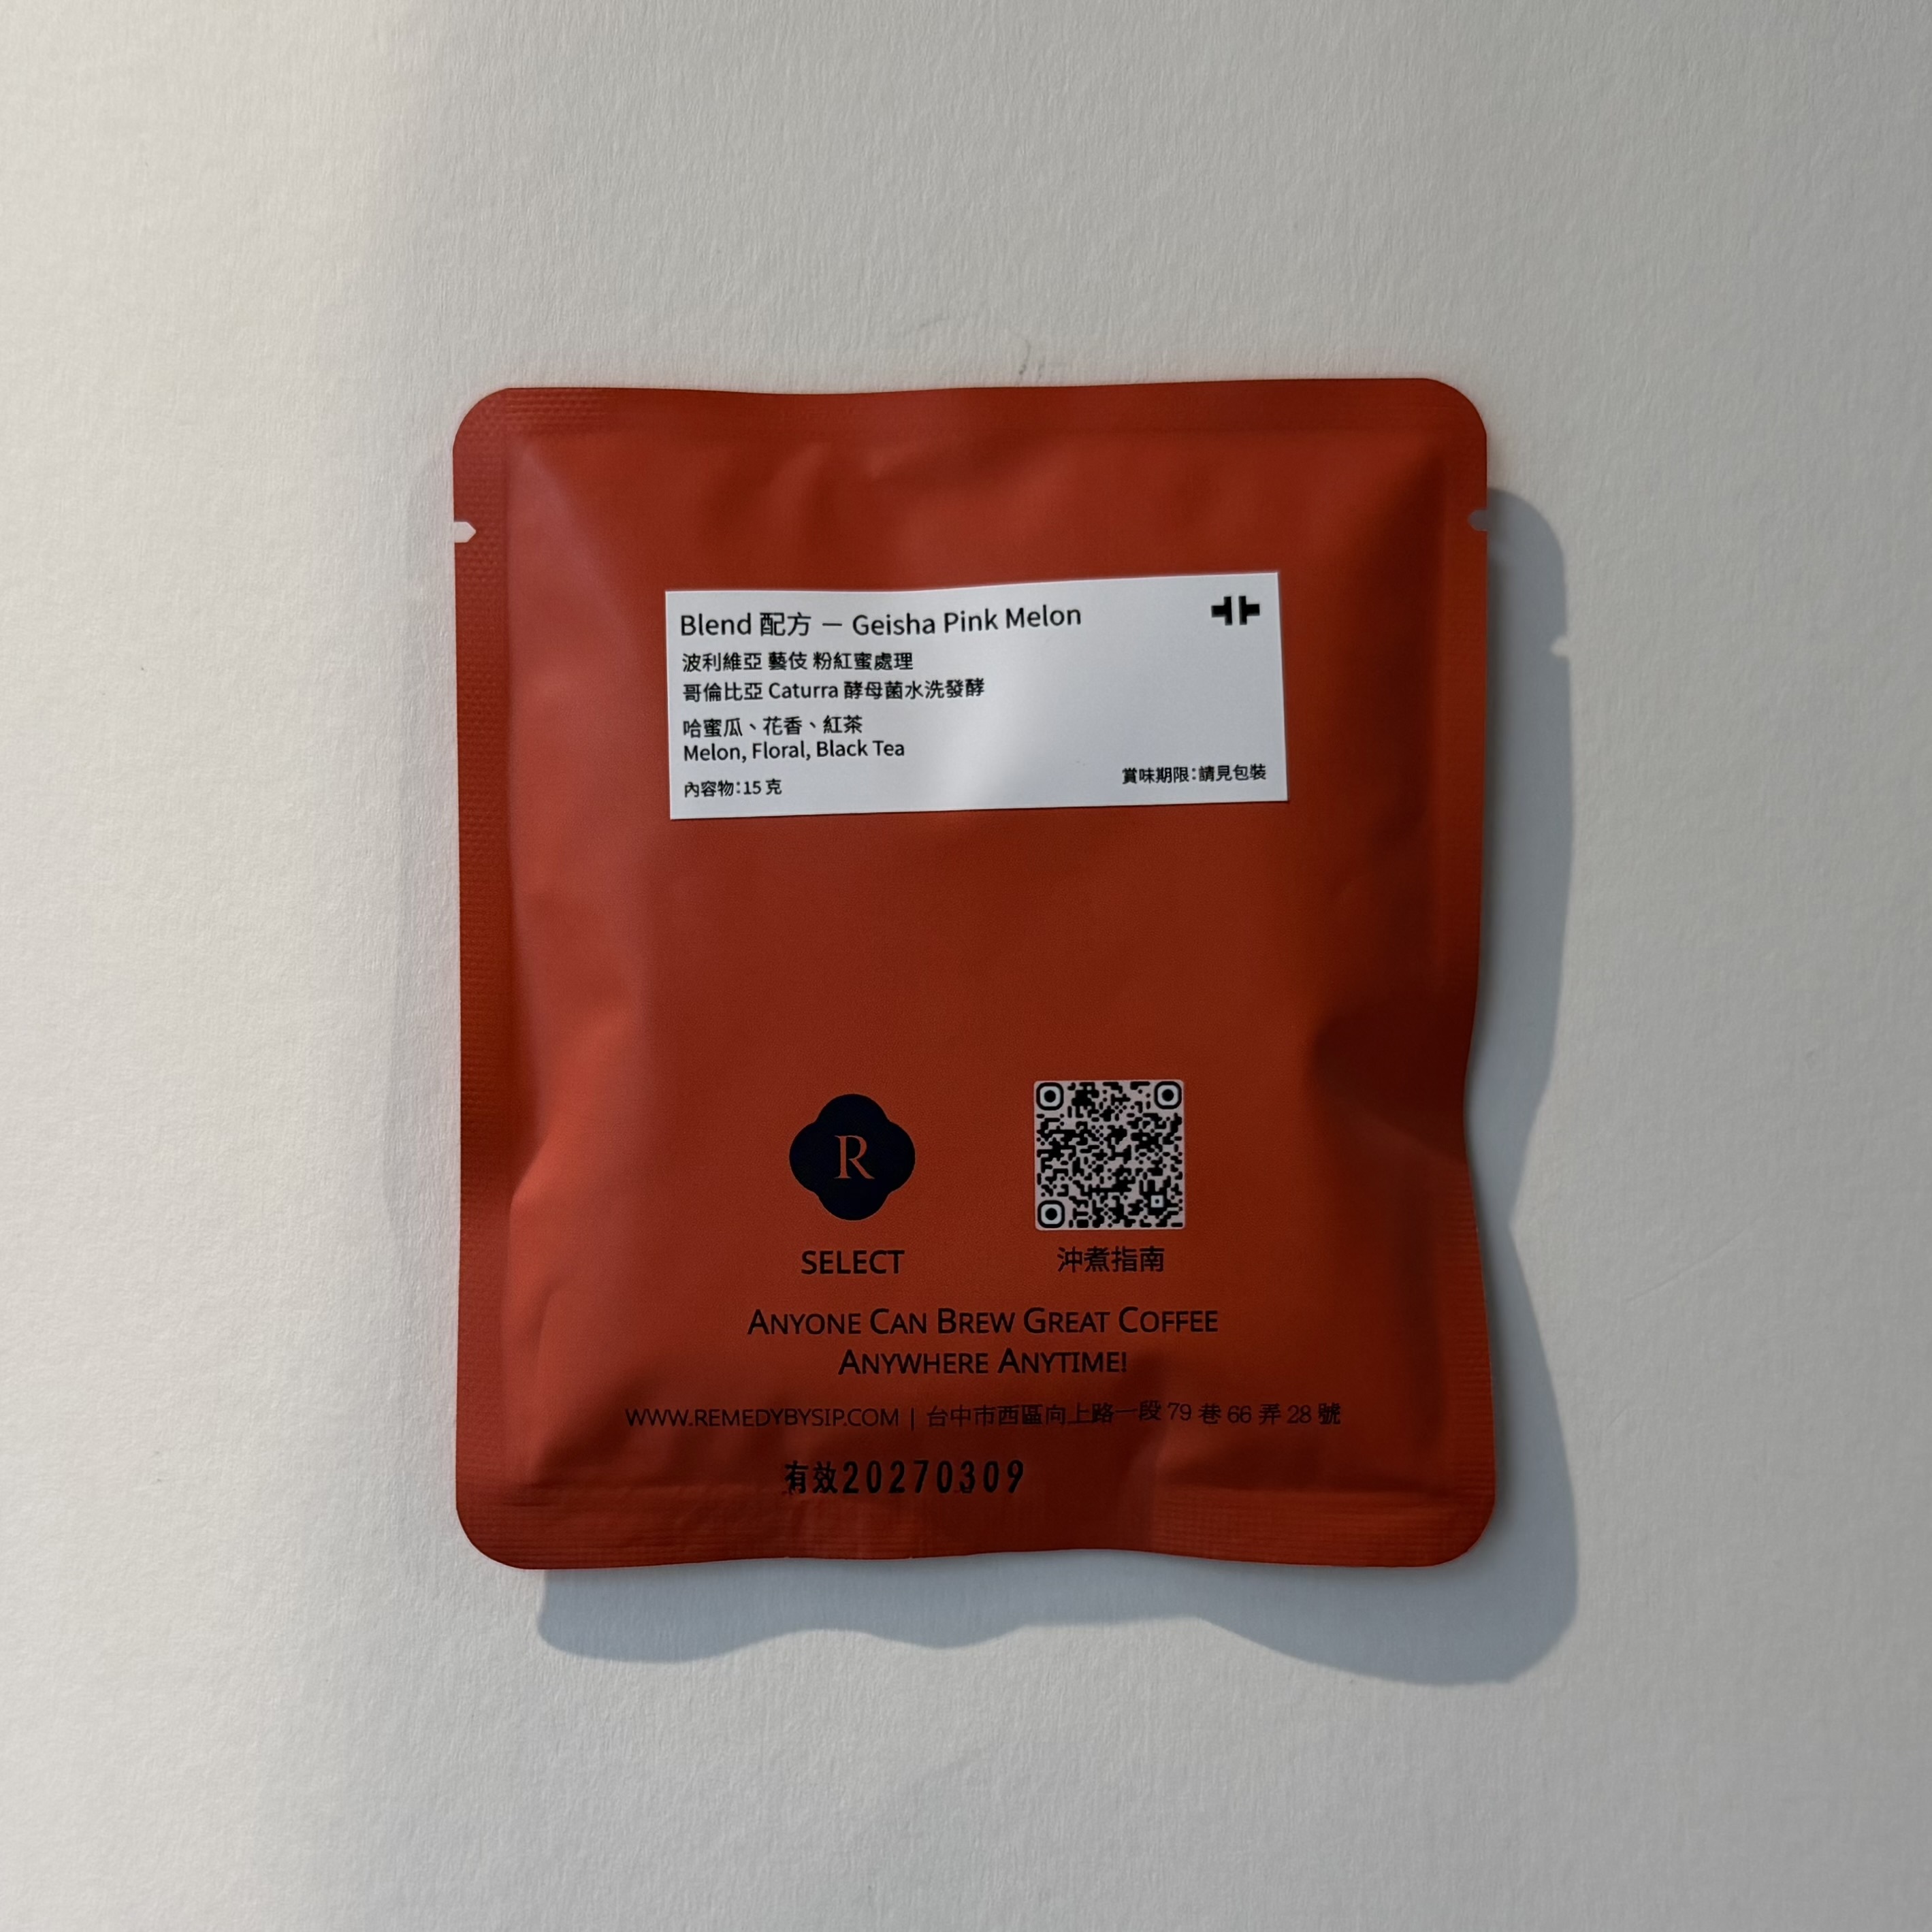 Blend 配方 － Geisha Pink Melon
波利維亞 藝伎 粉紅蜜處理
哥倫比亞 Caturra 酵母菌水洗發酵
哈蜜瓜、花香、紅茶
Melon, Floral, Black Tea
內容物：15 克
賞味期限：請見包裝
R
SELECT
沖煮指南
ANYONE CAN BREW GREAT COFFEE
ANYWHERE ANYTIME!
WWW.REMEDYBYSIP.COM | 台中市西區向上路一段 79 巷 66 弄 28 號
有效20270309